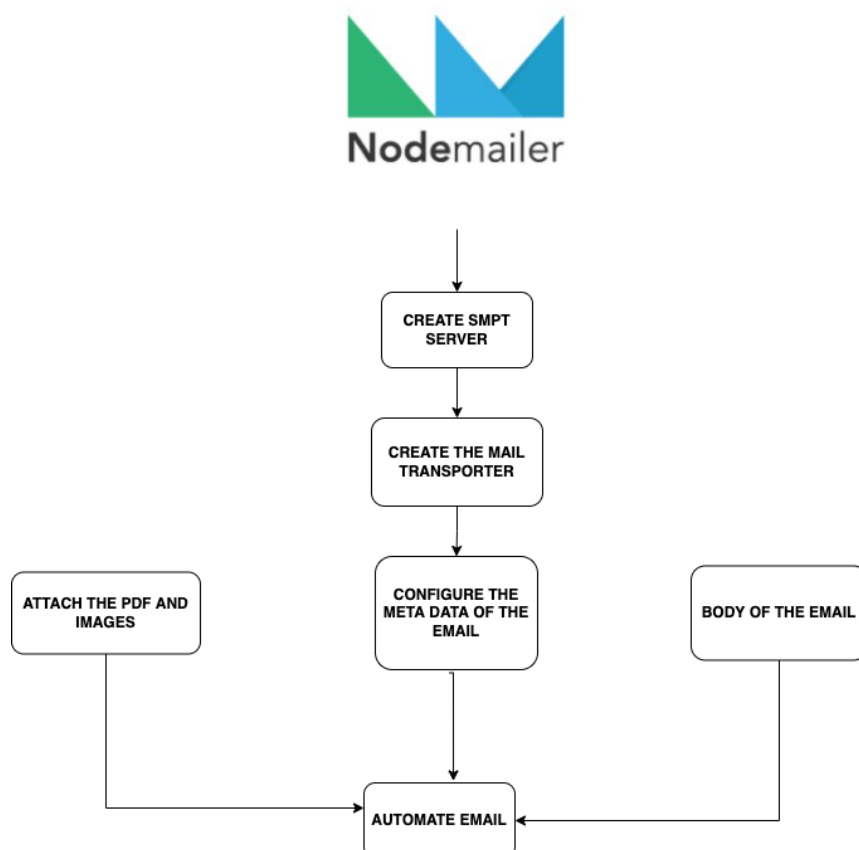 Nodemailer
CREATE SMPT
SERVER
CREATE THE MAIL
TRANSPORTER
ATTACH THE PDF AND
IMAGES
CONFIGURE THE
META DATA OF THE
EMAIL
BODY OF THE EMAIL
AUTOMATE EMAIL